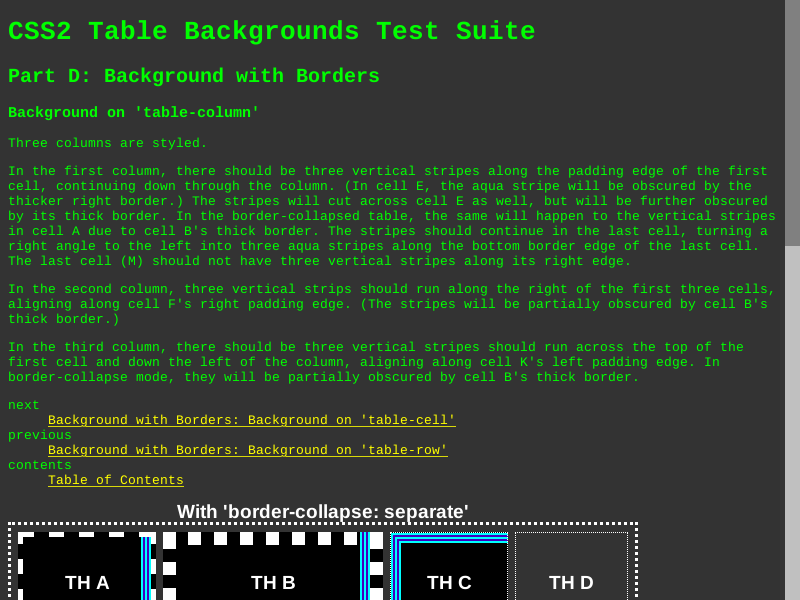 CSS2 Table Backgrounds Test Suite
Part D: Background with Borders
Background on 'table-column'
Three columns are styled.
In the first column, there should be three vertical stripes along the padding edge of the first
cell, continuing down through the column. (In cell E, the aqua stripe will be obscured by the
thicker right border.) The stripes will cut across cell E as well, but will be further obscured
by its thick border. In the border-collapsed table, the same will happen to the vertical stripes
in cell A due to cell B's thick border. The stripes should continue in the last cell, turning a
right angle to the left into three aqua stripes along the bottom border edge of the last cell.
The last cell (M) should not have three vertical stripes along its right edge.
In the second column, three vertical strips should run along the right of the first three cells,
aligning along cell F's right padding edge. (The stripes will be partially obscured by cell B's
thick border.)
In the third column, there should be three vertical stripes should run across the top of the
first cell and down the left of the column, aligning along cell K's left padding edge. In
border-collapse mode, they will be partially obscured by cell B's thick border.
next
Background with Borders: Background on 'table-cell'
previous
Background with Borders: Background on 'table-row'
contents
Table of Contents
With 'border-collapse: separate'
TH A TH B TH C TH D